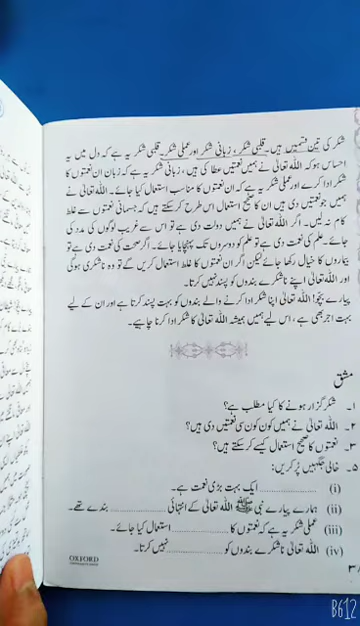 شکر کی تین قسمیں ہیں۔ قلبی شکر، زبانی شکر اور عملی شکر۔ قلبی شکر یہ ہے کہ دل میں یہ
احساس ہو کہ اللہ تعالیٰ نے ہمیں نعمتیں عطا کی ہیں، زبانی شکر یہ ہے کہ زبان ان نعمتوں کا
شکر ادا کرے اور عملی شکر یہ ہے کہ ان نعمتوں کا مناسب استعمال کیا جائے۔ اللہ تعالیٰ نے
ہمیں جو نعمتیں دی ہیں ان کا صحیح استعمال اس طرح کر سکتے ہیں کہ جسمانی نعمتوں سے غلط
کام نہ لیں۔ اگر اللہ تعالیٰ نے ہمیں دولت دی ہے تو اس سے غریب لوگوں کی مدد کی
جائے۔ علم کی نعمت دی ہے تو علم کو دوسروں تک پہنچایا جائے۔ اگر صحت کی نعمت دی ہے تو
بیماروں کا خیال رکھا جائے لیکن اگر ان نعمتوں کا غلط استعمال کریں گے تو وہ ناشکری ہوگی
اور اللہ تعالیٰ اپنے ناشکرے بندوں کو پسند نہیں کرتا۔
پیارے بچّو! اللہ تعالیٰ اپنا شکر ادا کرنے والے بندوں کو بہت پسند کرتا ہے اور ان کے لیے
بہت اجر بھی ہے، اس لیے ہمیں ہمیشہ اللہ تعالیٰ کا شکر ادا کرنا چاہیے۔
مشق
۱۔ شکر گزار ہونے کا کیا مطلب ہے؟
۲۔ اللہ تعالیٰ نے ہمیں کون کون سی نعمتیں دی ہیں؟
۳۔ نعمتوں کا صحیح استعمال کیسے کر سکتے ہیں؟
۵۔ خالی جگہیں پُر کریں:
(i) .............. ایک بہت بڑی نعمت ہے۔
(ii) ہمارے پیارے نبی ﷺ اللہ تعالیٰ کے انتہائی .............. بندے تھے۔
(iii) عملی شکر یہ ہے کہ نعمتوں کا .............. استعمال کیا جائے۔
(iv) اللہ تعالیٰ ناشکرے بندوں کو .............. نہیں کرتا۔
OXFORD
B612